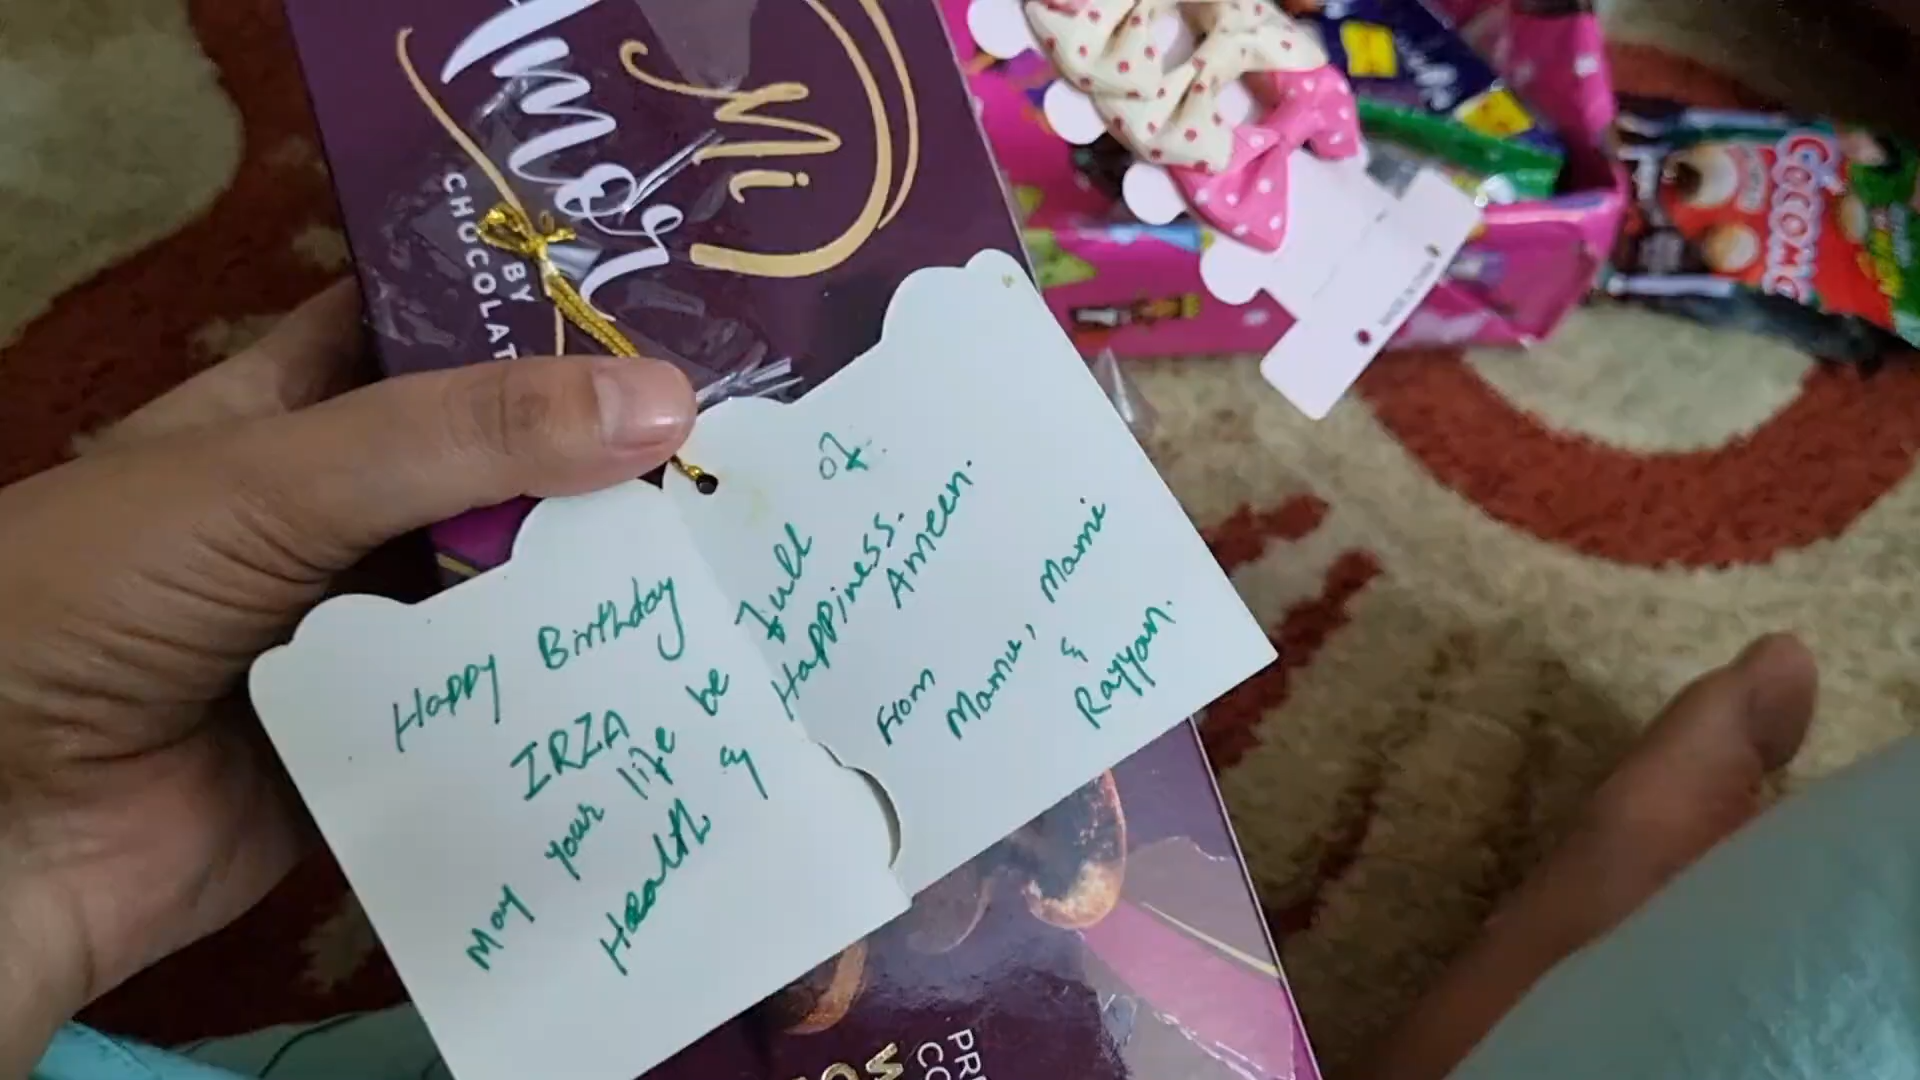 Mi
Amor
BY
CHOCOLAT
COCOMO
Happy Birthday
IRZA
May your life be
Health &
full of
Happiness.
Ameen.
From
Mamu, Mami
&
Rayyan.